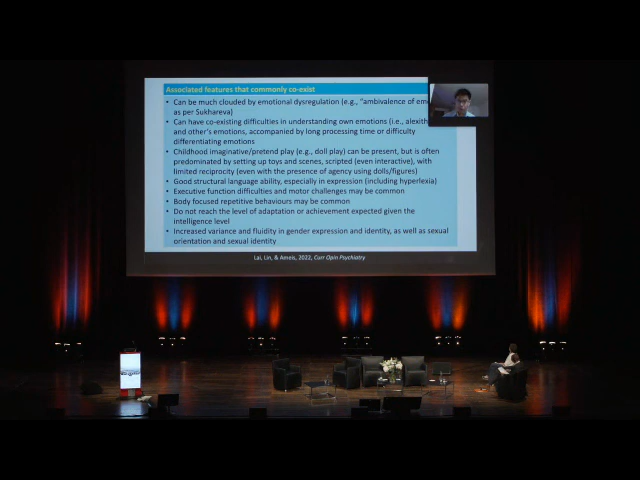 Associated features that commonly co-exist
• Can be much clouded by emotional dysregulation (e.g., "ambivalence of
as per Sukhareva)
• Can have co-existing difficulties in understanding own emotions (i.e.,
and other's emotions, accompanied by long processing time or difficulty
differentiating emotions
• Childhood imaginative/pretend play (e.g., doll play) can be present, but is often
predominated by setting up toys and scenes, scripted (even interactive), with
limited reciprocity (even with the presence of agency using dolls/figures)
• Good structural language ability, especially in expression (including hyperlexia)
• Executive function difficulties and motor challenges may be common
• Body focused repetitive behaviours may be common
• Do not reach the level of adaptation or achievement expected given the
intelligence level
• Increased variance and fluidity in gender expression and identity, as well as sexual
orientation and sexual identity
Lai, Lin, & Ameis, 2022, Curr Opin Psychiatry